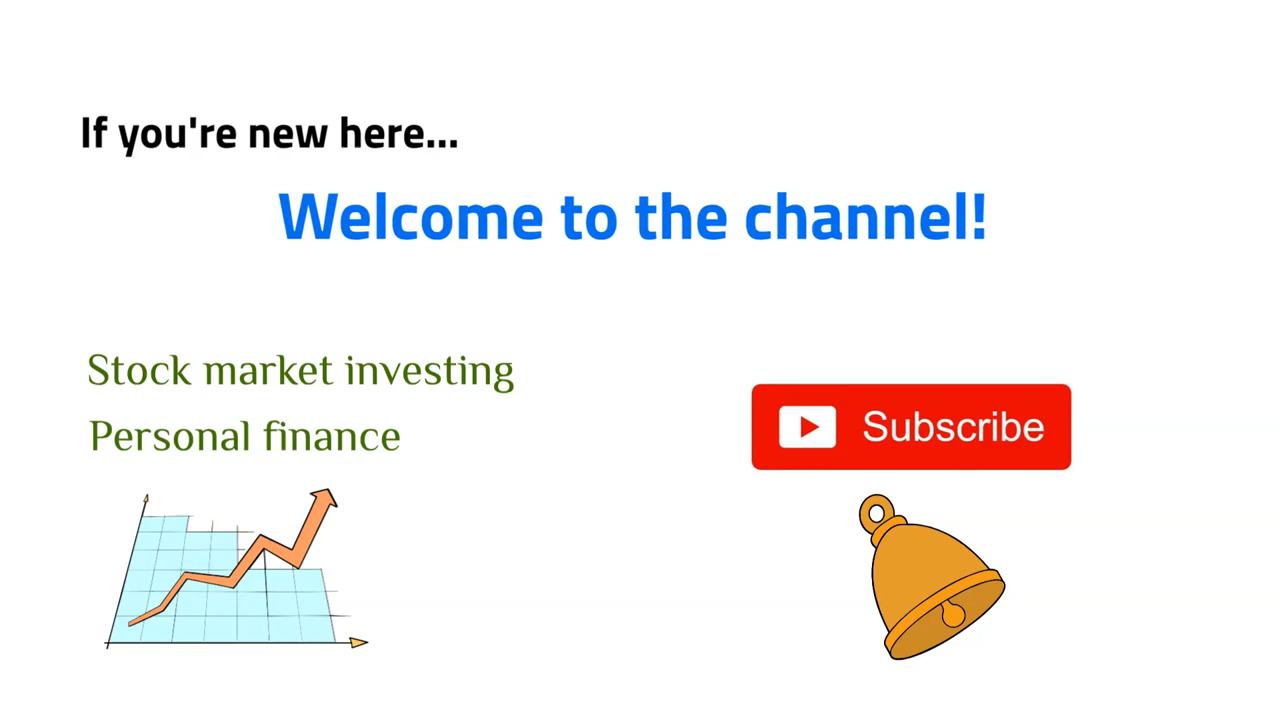 If you're new here...
Welcome to the channel!
Stock market investing
Personal finance
Subscribe